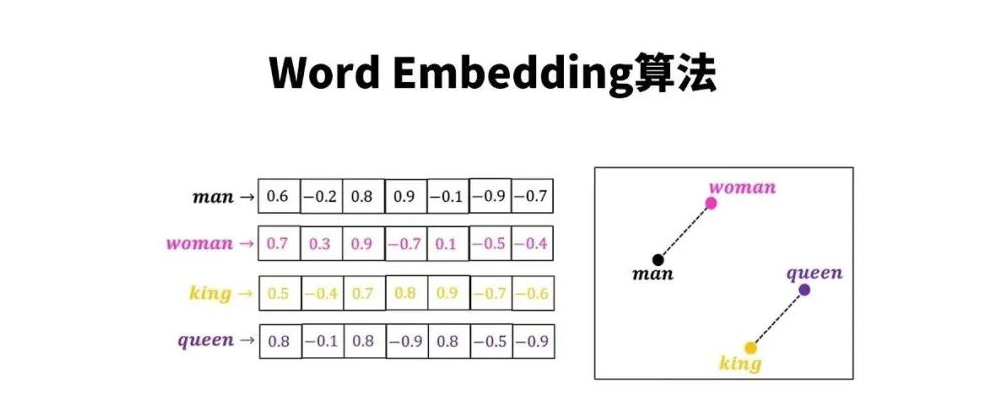 Word Embedding算法
man → 0.6 −0.2 0.8 0.9 −0.1 −0.9 −0.7
woman → 0.7 0.3 0.9 −0.7 0.1 −0.5 −0.4
king → 0.5 −0.4 0.7 0.8 0.9 −0.7 −0.6
queen → 0.8 −0.1 0.8 −0.9 0.8 −0.5 −0.9
woman
man
queen
king